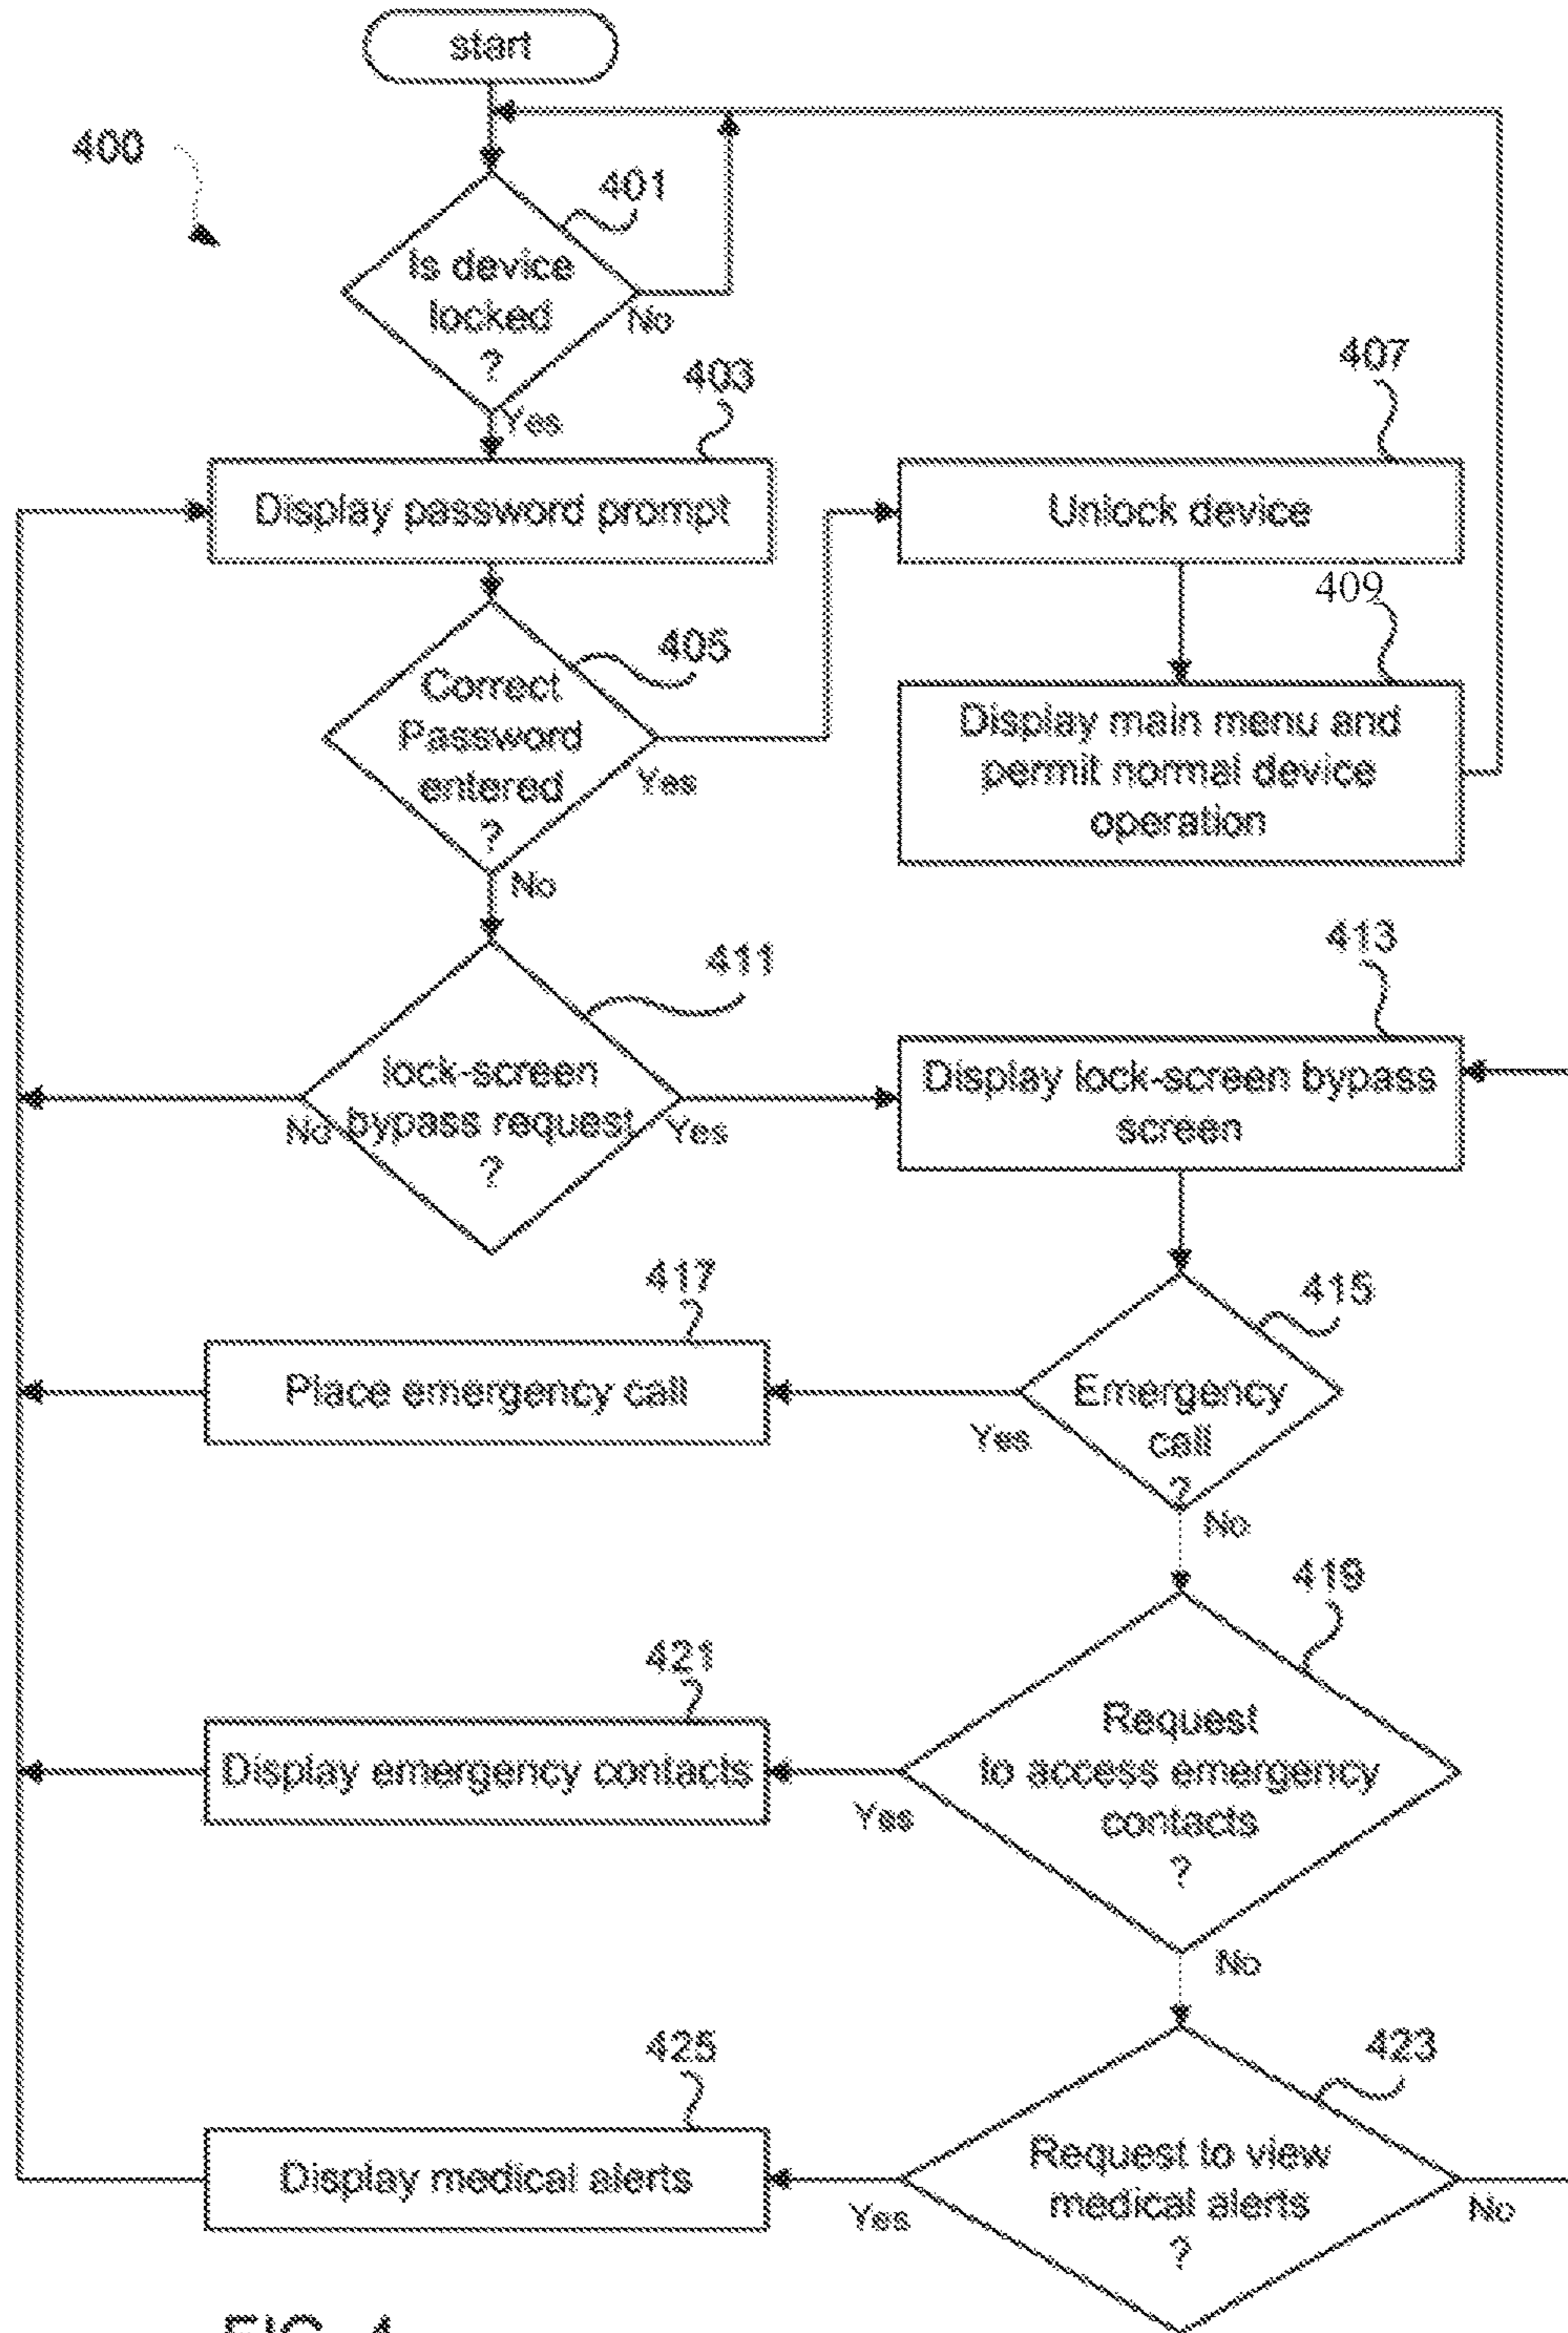 start
400
401
Is device
locked
?
No
Yes
403
Display password prompt
407
Unlock device
405
Correct
Password
entered
?
Yes
No
409
Display main menu and
permit normal device
operation
411
lock-screen
bypass request
?
No
Yes
413
Display lock-screen bypass
screen
417
Place emergency call
415
Emergency
call
?
Yes
No
419
421
Display emergency contacts
Request
to access emergency
contacts
?
Yes
No
423
425
Display medical alerts
Request to view
medical alerts
?
Yes
No